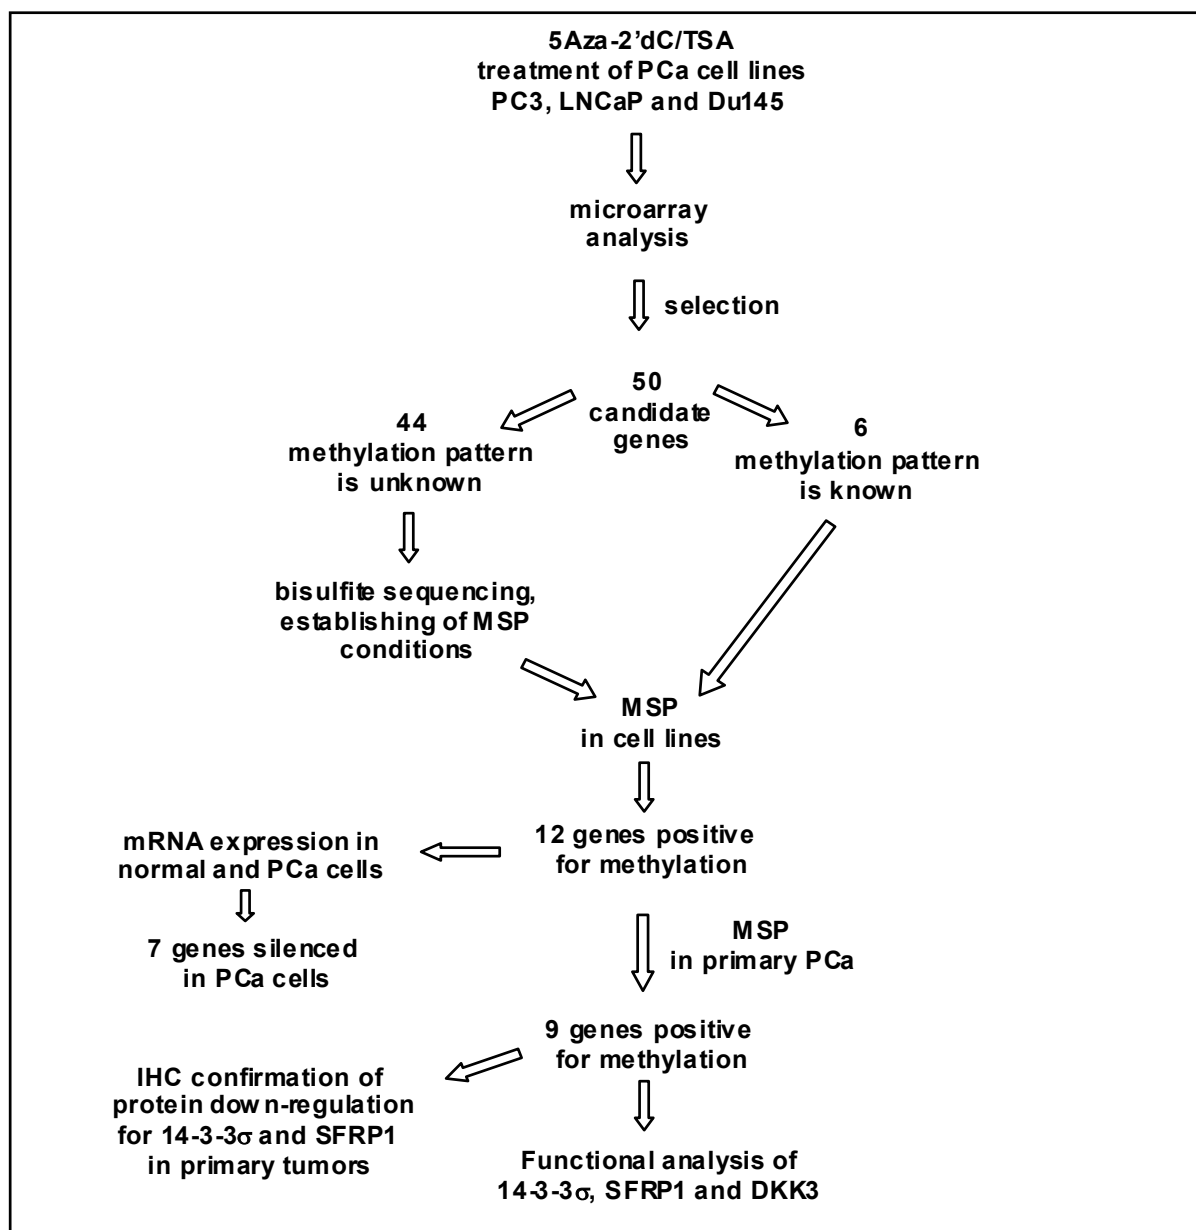 5Aza-2’dC/TSA
treatment of PCa cell lines
PC3, LNCaP and Du145
microarray
analysis
selection
50
candidate
genes
44
methylation pattern
is unknown
6
methylation pattern
is known
bisulfite sequencing,
establishing of MSP
conditions
MSP
in cell lines
12 genes positive
for methylation
mRNA expression in
normal and PCa cells
7 genes silenced
in PCa cells
MSP
in primary PCa
9 genes positive
for methylation
IHC confirmation of
protein down-regulation
for 14-3-3σ and SFRP1
in primary tumors
Functional analysis of
14-3-3σ, SFRP1 and DKK3